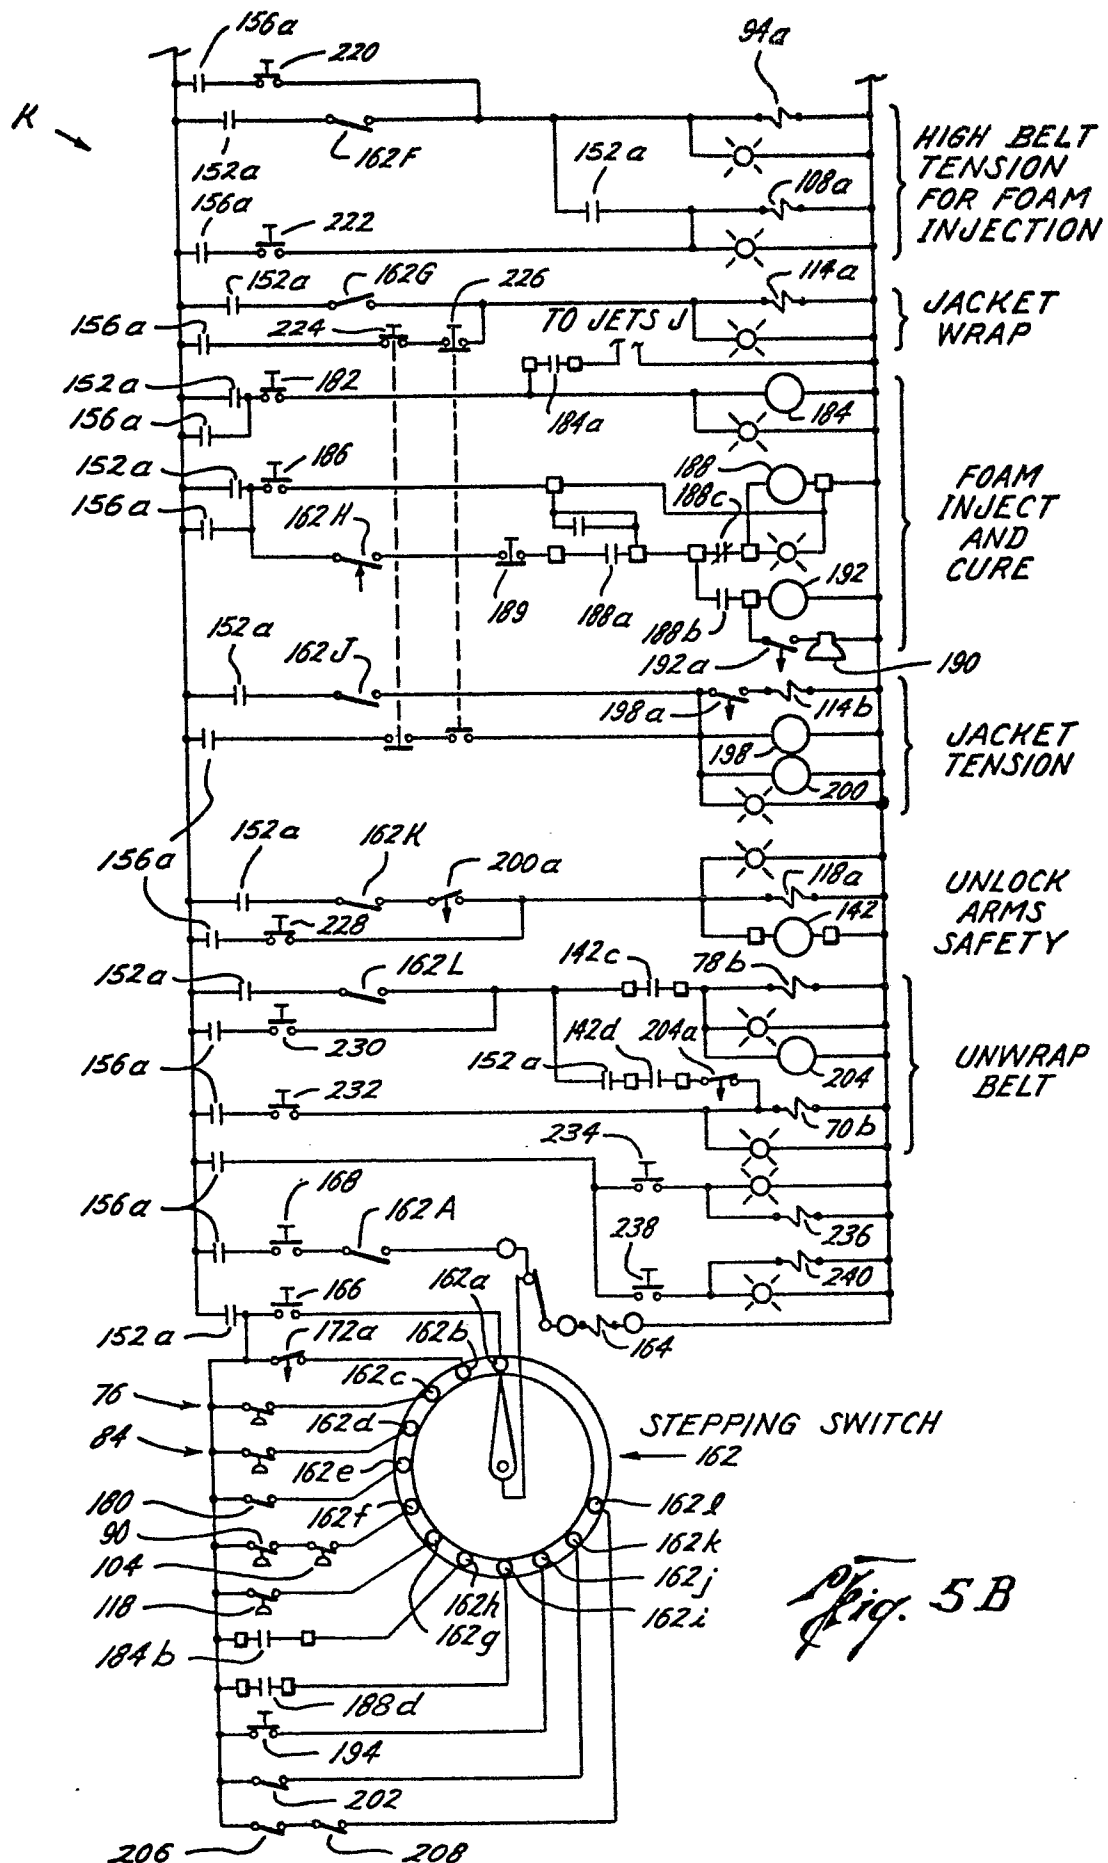 156a
220
94a
K
152a
162F
152a
108a
HIGH BELT
TENSION
FOR FOAM
INJECTION
156a
222
152a
162G
226
114a
156a
224
TO JETS J
JACKET
WRAP
152a
182
184a
184
156a
152a
186
188
188c
156a
162H
189
188a
188b
192
192a
190
FOAM
INJECT
AND
CURE
152a
162J
198a
114b
198
200
JACKET
TENSION
156a
152a
162K
200a
118a
142
228
UNLOCK
ARMS
SAFETY
152a
162L
142c
78b
230
142d
204a
152a
204
156a
232
70b
UNWRAP
BELT
234
156a
168
162A
236
238
240
152a
166
162a
164
172a
162b
162c
76
162d
84
162e
STEPPING SWITCH
162
180
162f
162l
90
162k
104
162j
118
162h
162i
162g
184b
188d
194
202
206
208
Fig. 5B